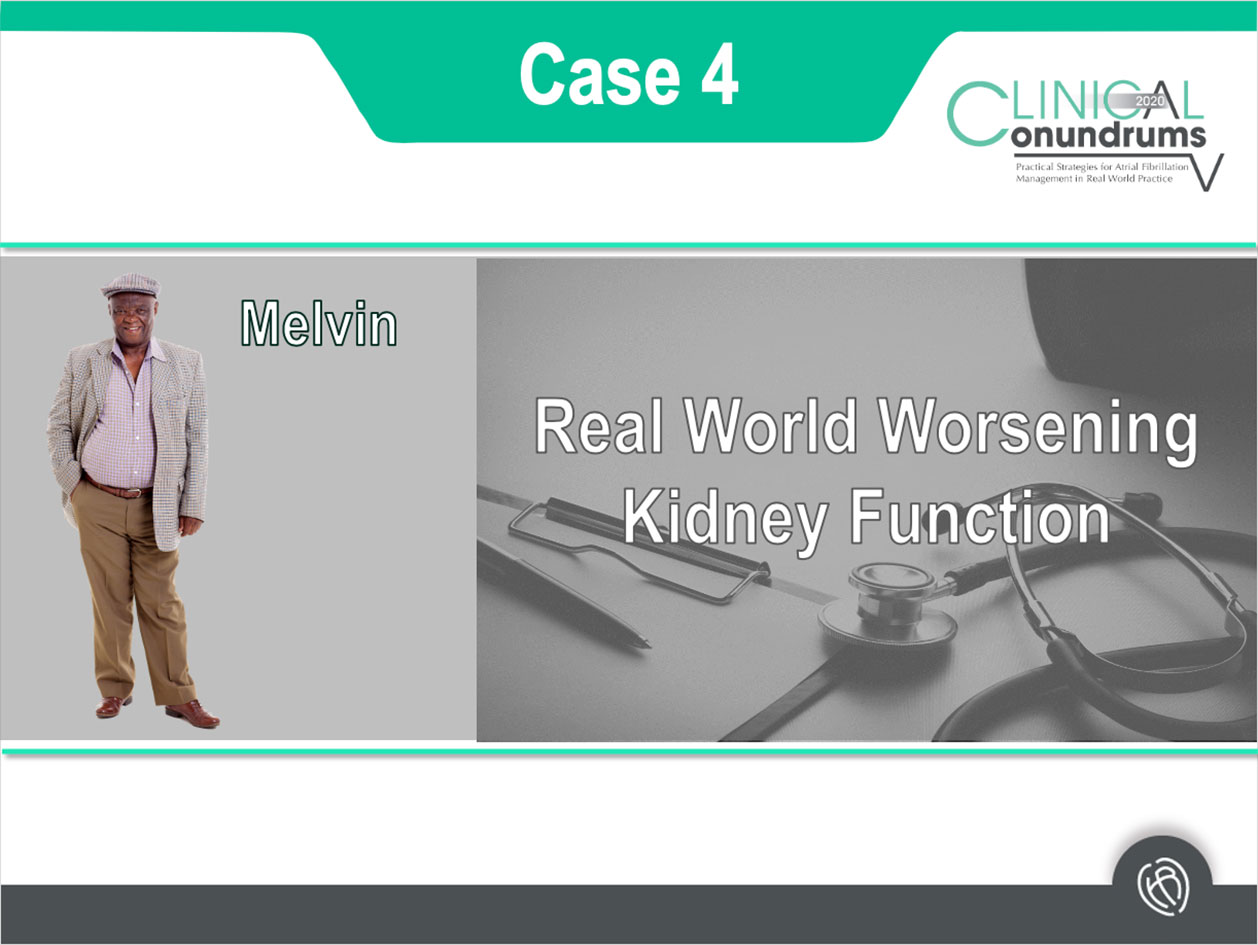 Case 4
CLINICAL
2020
Conundrums
Practical Strategies for Atrial Fibrillation
Management in Real World Practice
V
Melvin
Real World Worsening
Kidney Function